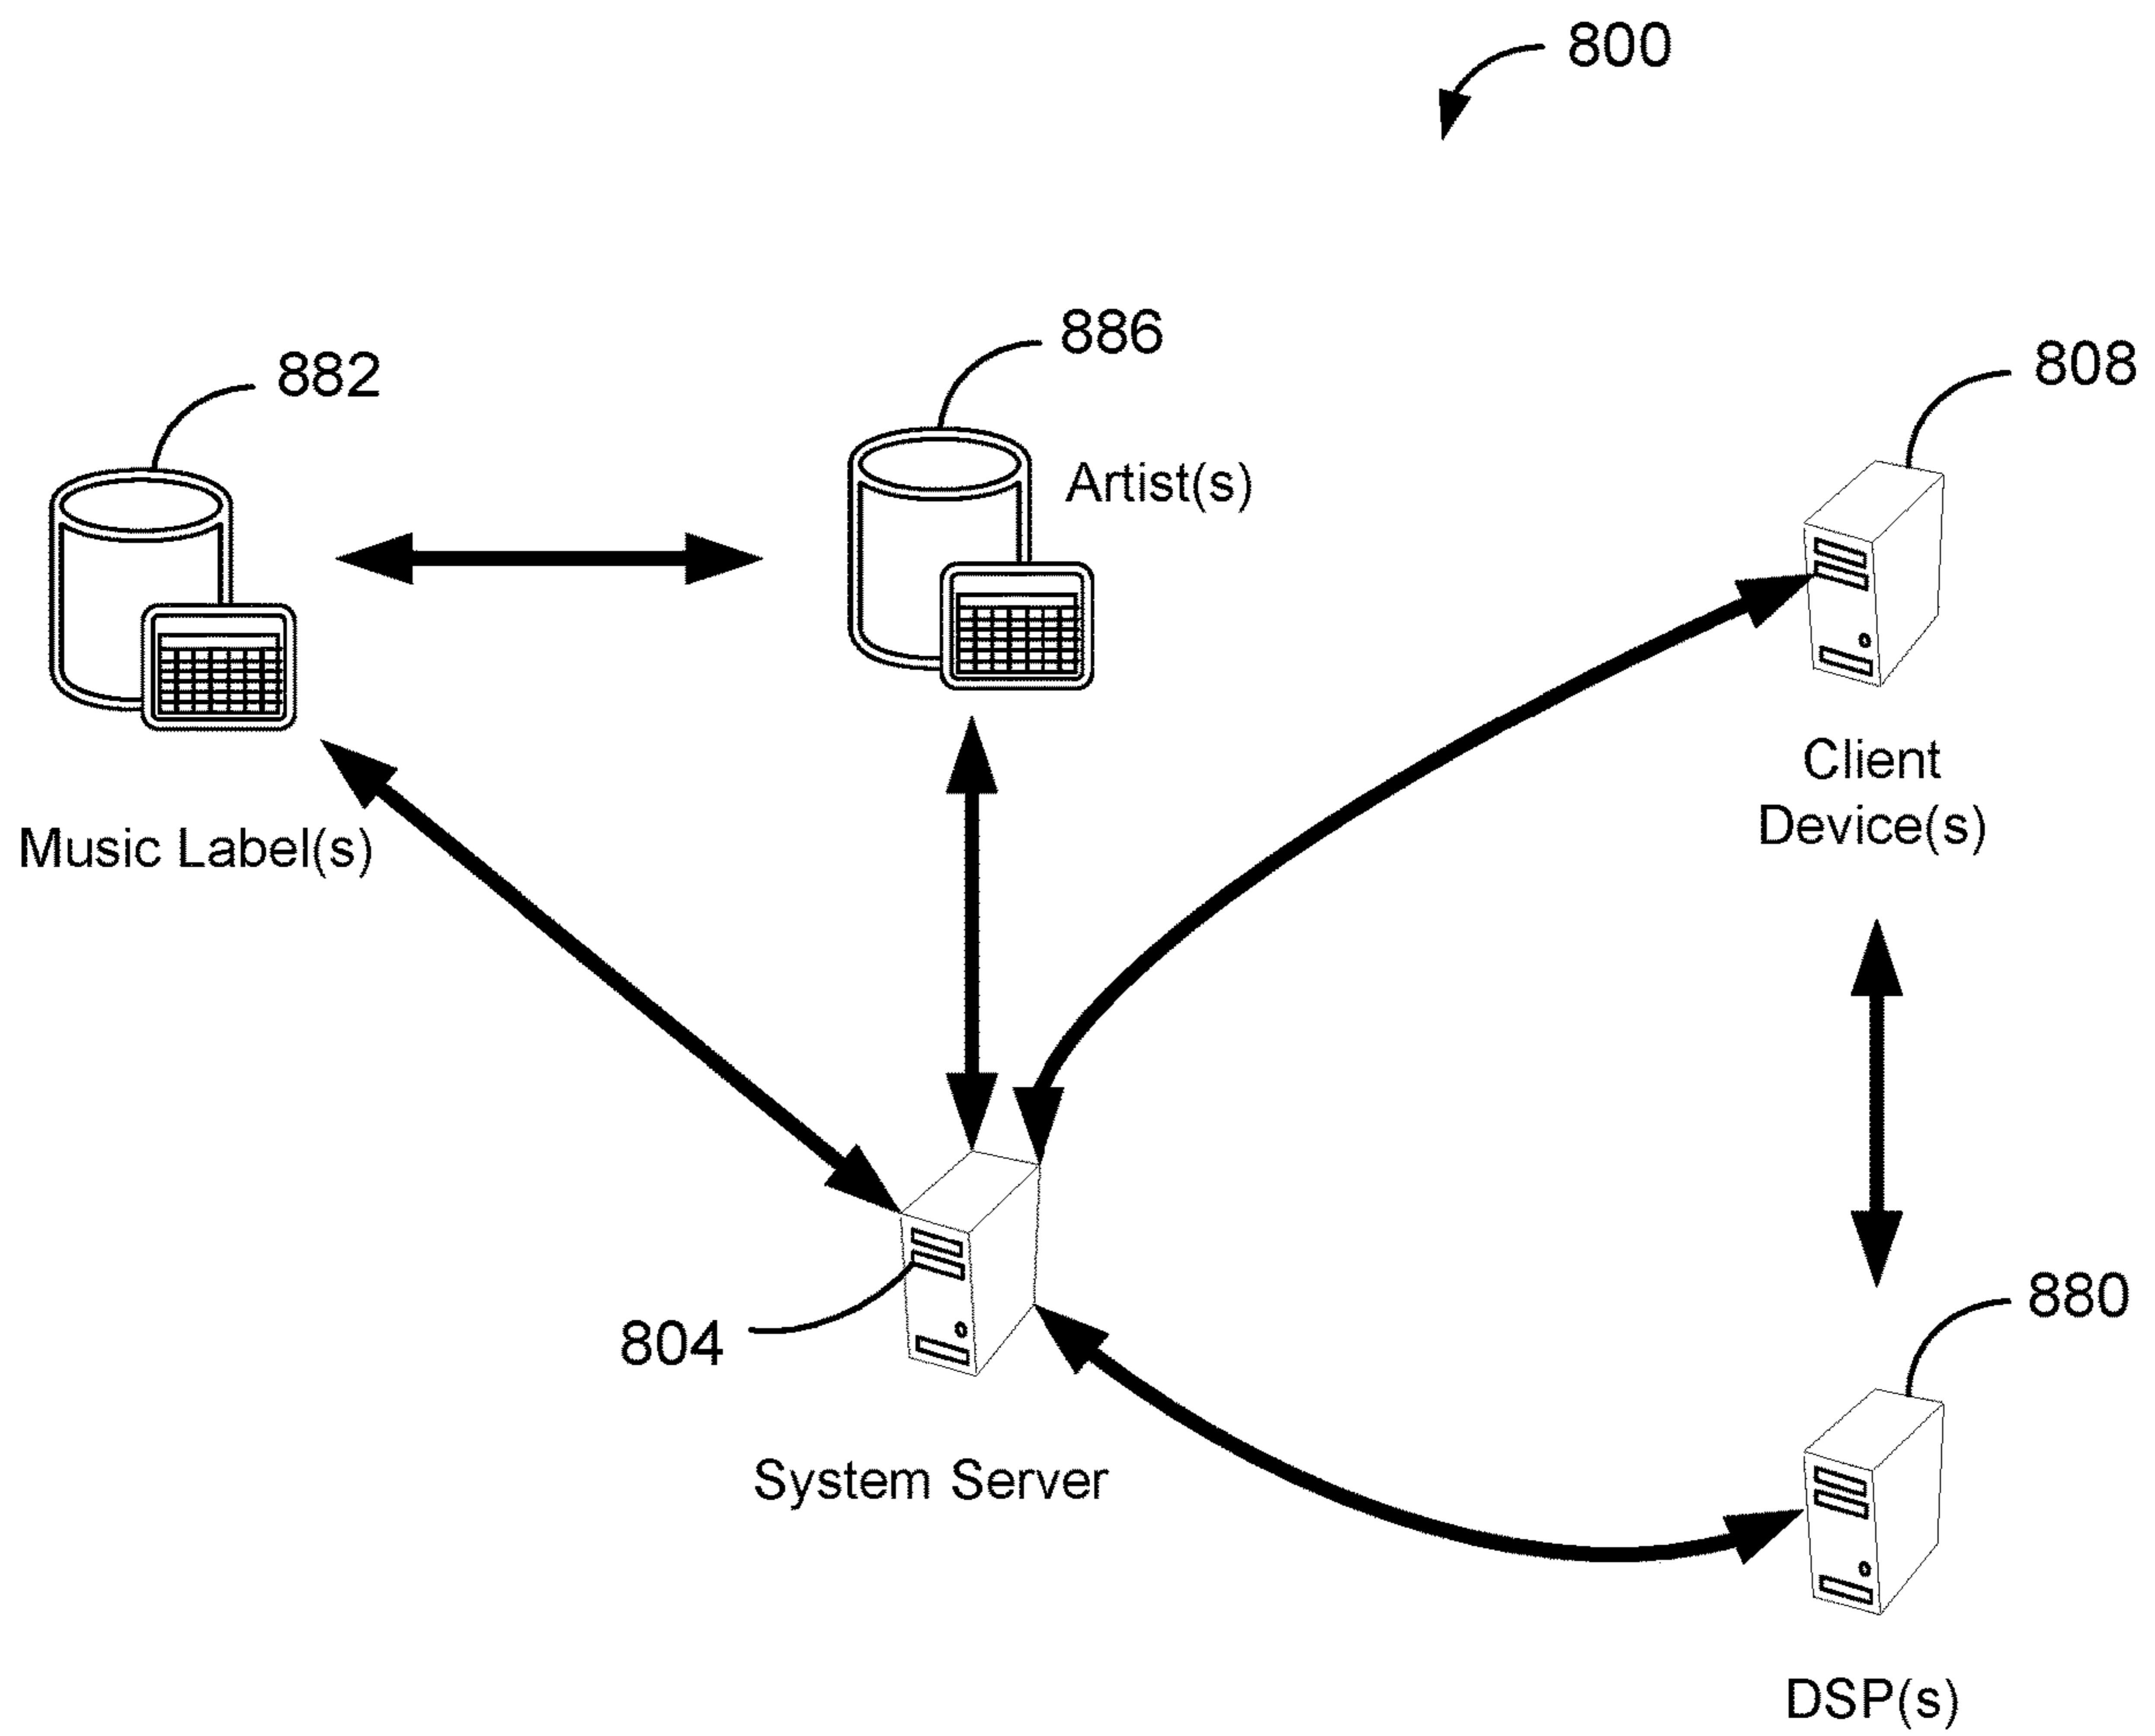 800
886
882
808
Artist(s)
Client
Device(s)
Music Label(s)
880
804
System Server
DSP(s)